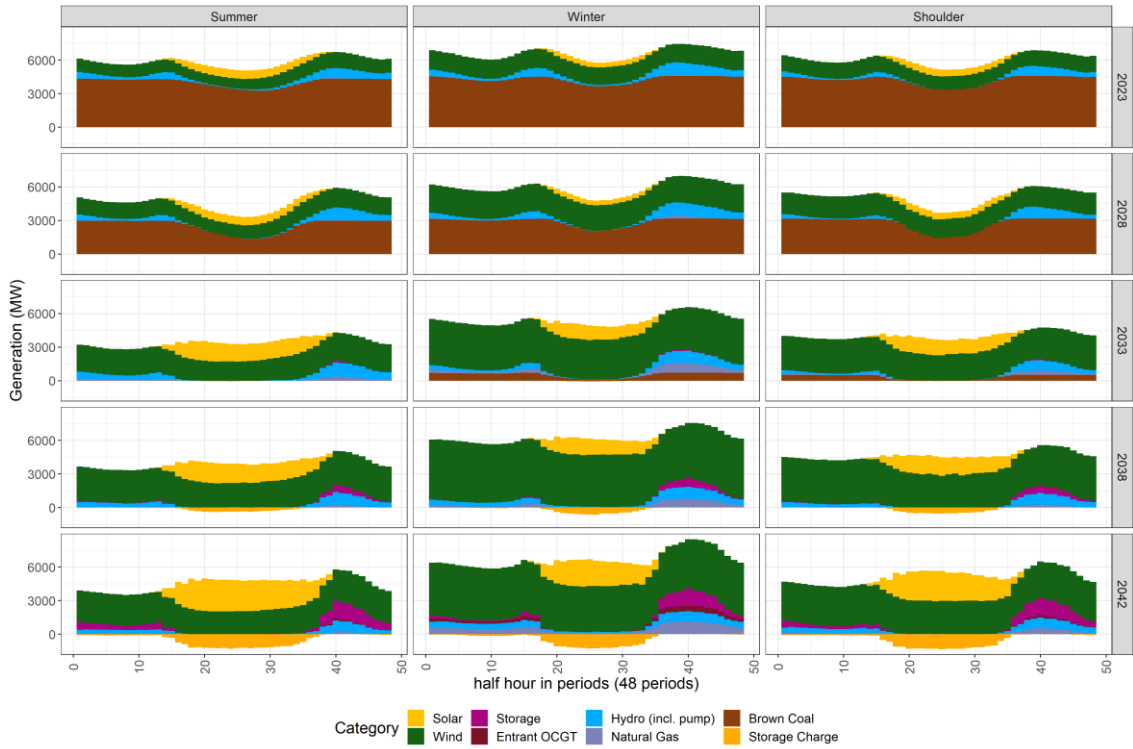 Summer Winter Shoulder
6000
3000
0
2023
6000
3000
0
2028
Generation (MW)
6000
3000
0
2033
6000
3000
0
2038
6000
3000
0
2042
0 10 20 30 40 50 0 10 20 30 40 50 0 10 20 30 40 50
half hour in periods (48 periods)
Category
Solar Storage Hydro (incl. pump) Brown Coal
Wind Entrant OCGT Natural Gas Storage Charge